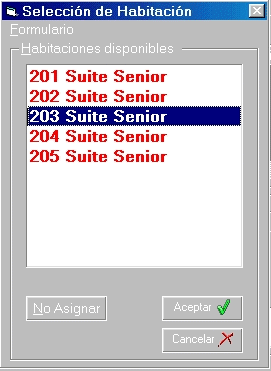 Selección de Habitación
Formulario
Habitaciones disponibles
201 Suite Senior
202 Suite Senior
203 Suite Senior
204 Suite Senior
205 Suite Senior
No Asignar
Aceptar
Cancelar